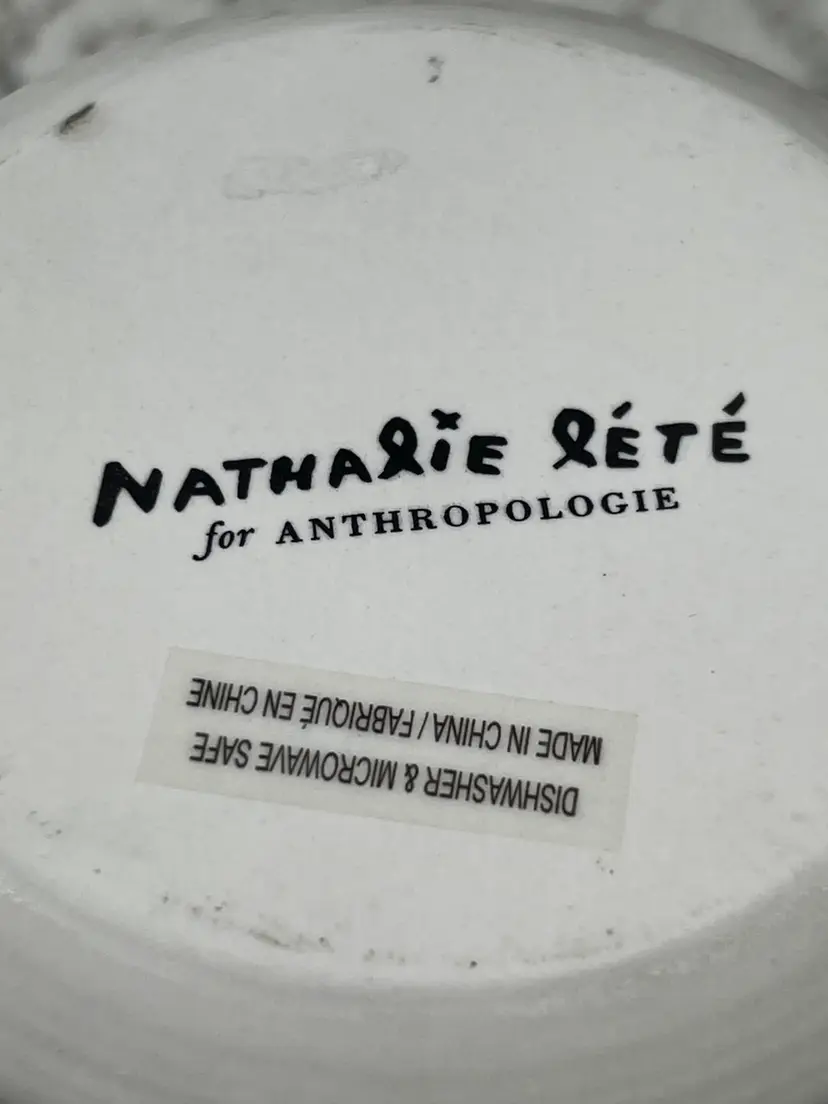 NATHALIE LÉTÉ
for ANTHROPOLOGIE
DISHWASHER & MICROWAVE SAFE
MADE IN CHINA / FABRIQUÉ EN CHINE